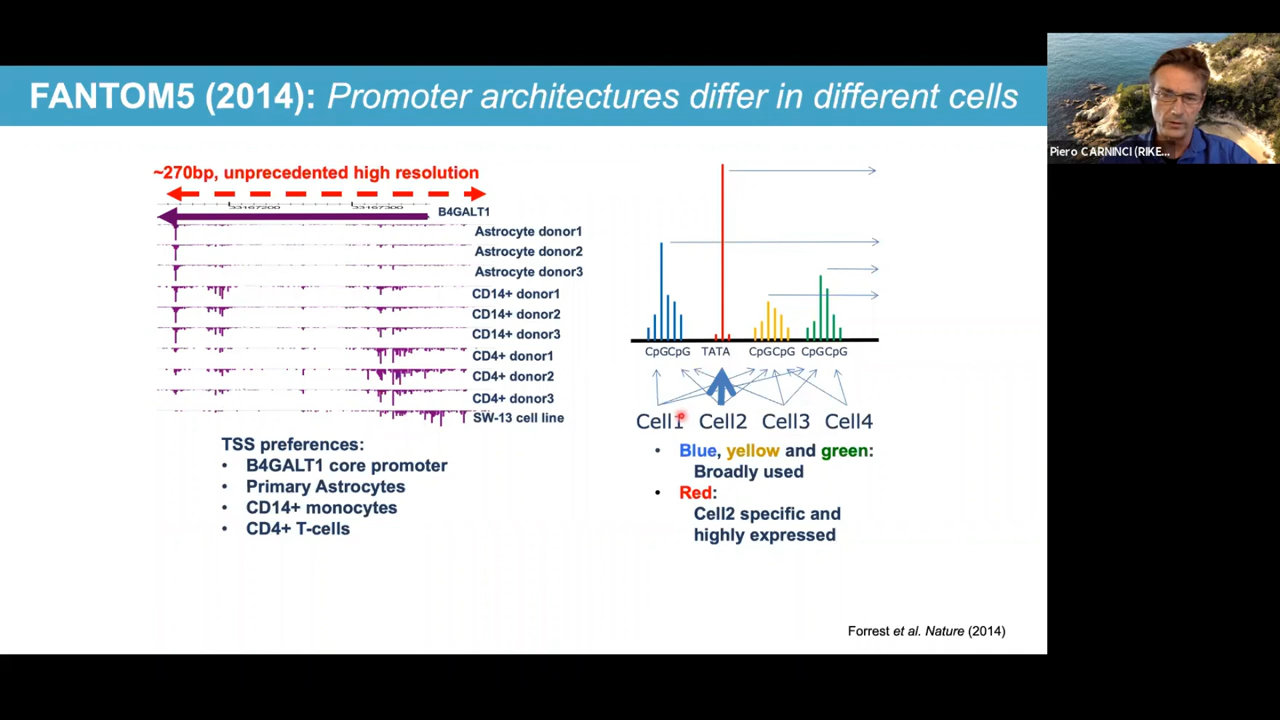 FANTOM5 (2014): Promoter architectures differ in different cells
Piero CARNINCI (RIKE...
~270bp, unprecedented high resolution
33167200
33167300
B4GALT1
Astrocyte donor1
Astrocyte donor2
Astrocyte donor3
CD14+ donor1
CD14+ donor2
CD14+ donor3
CD4+ donor1
CD4+ donor2
CD4+ donor3
SW-13 cell line
TSS preferences:
• B4GALT1 core promoter
• Primary Astrocytes
• CD14+ monocytes
• CD4+ T-cells
CpGCpG TATA CpGCpG CpGCpG
Cell1 Cell2 Cell3 Cell4
• Blue, yellow and green:
Broadly used
• Red:
Cell2 specific and
highly expressed
Forrest et al. Nature (2014)